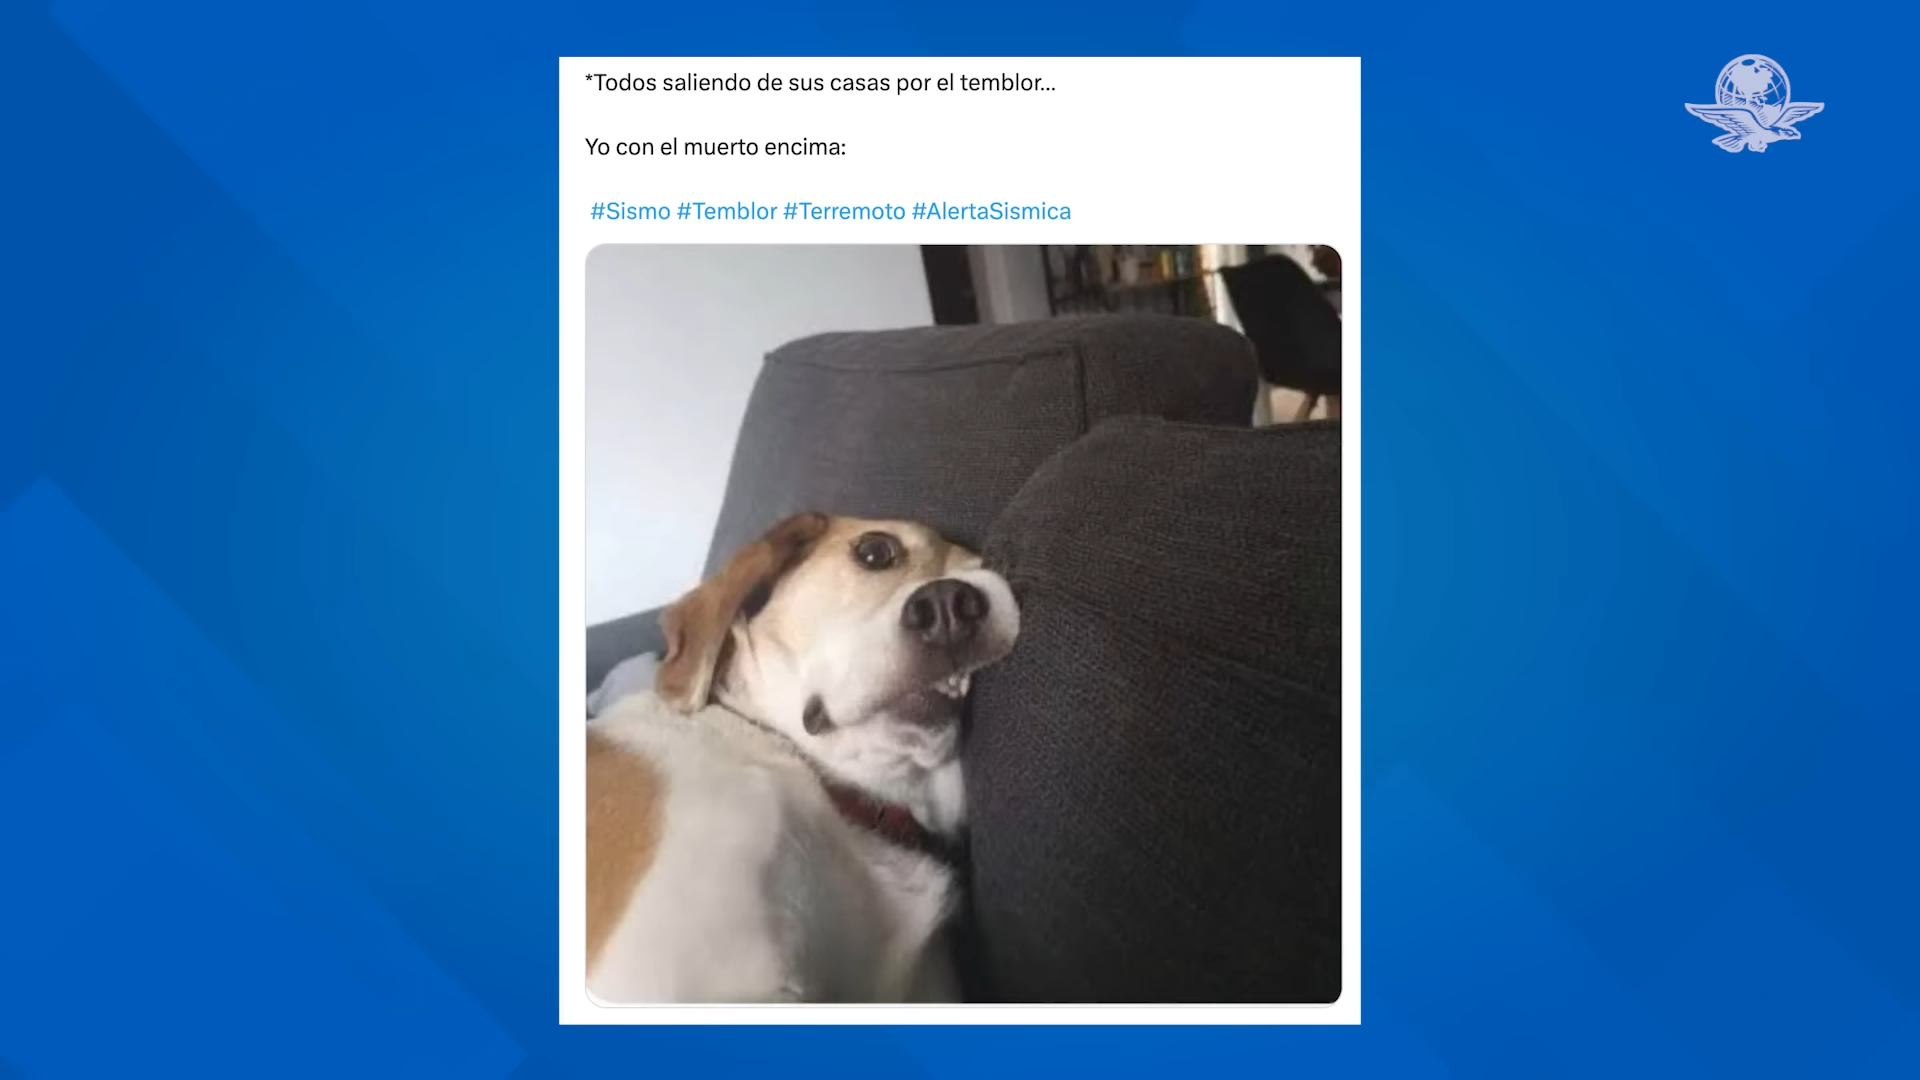 *Todos saliendo de sus casas por el temblor...
Yo con el muerto encima:
#Sismo #Temblor #Terremoto #AlertaSismica